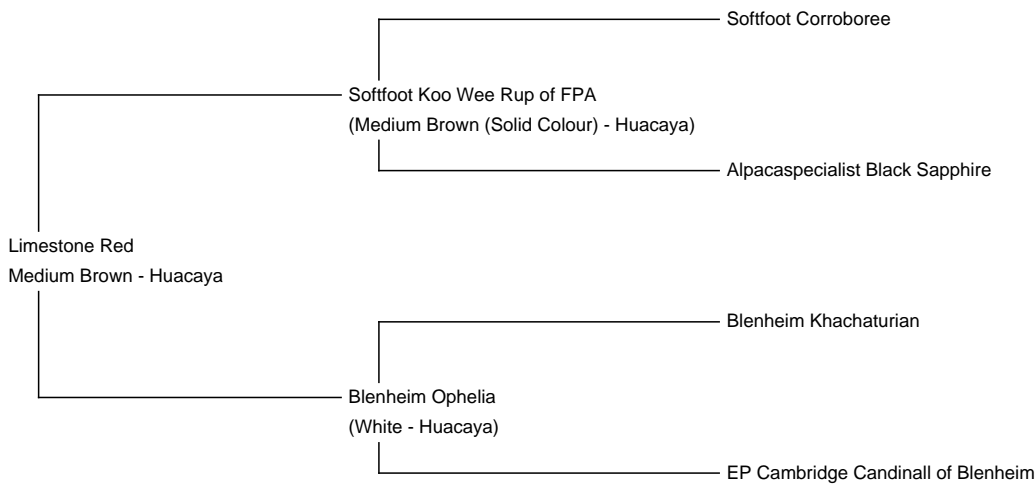 Softfoot Corroboree
Softfoot Koo Wee Rup of FPA
(Medium Brown (Solid Colour) - Huacaya)
Alpacaspecialist Black Sapphire
Limestone Red
Medium Brown - Huacaya
Blenheim Khachaturian
Blenheim Ophelia
(White - Huacaya)
EP Cambridge Candinall of Blenheim